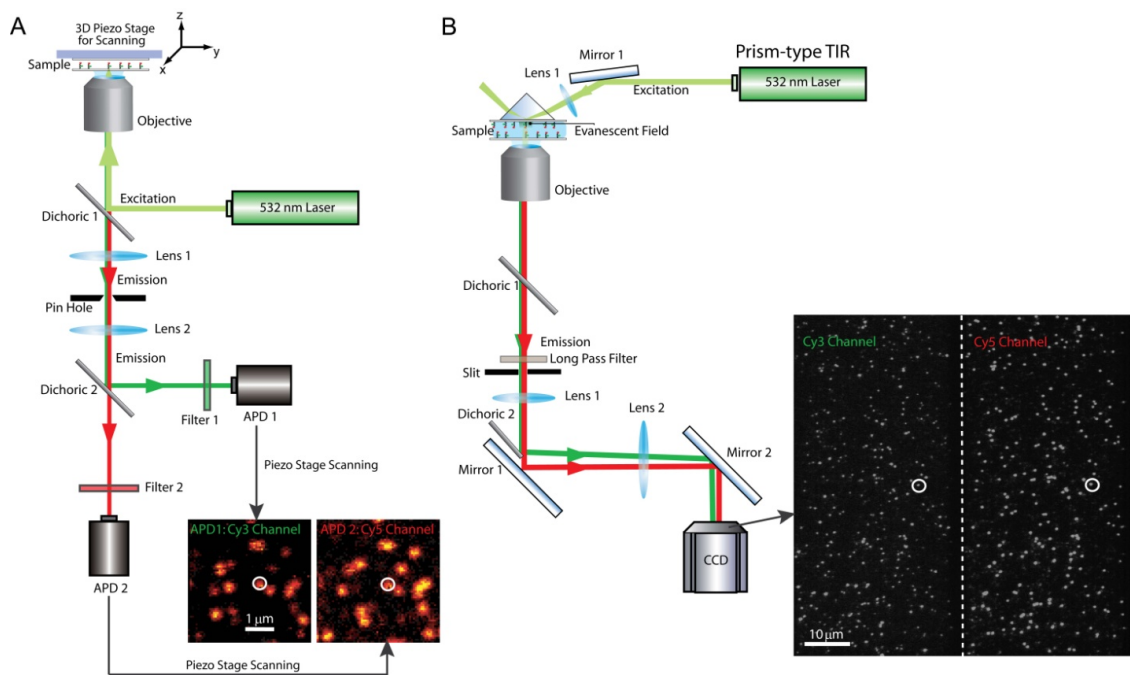 A
3D Piezo Stage
for Scanning
z
y
x
Sample
Objective
Excitation
532 nm Laser
Dichoric 1
Lens 1
Emission
Pin Hole
Lens 2
Emission
Dichoric 2
Filter 1
APD 1
Piezo Stage Scanning
Filter 2
APD 2
APD1: Cy3 Channel
APD 2: Cy5 Channel
1 μm
Piezo Stage Scanning
B
Mirror 1
Prism-type TIR
Lens 1
532 nm Laser
Excitation
Sample
Evanescent Field
Objective
Dichoric 1
Emission
Long Pass Filter
Slit
Lens 1
Dichoric 2
Lens 2
Mirror 1
Mirror 2
CCD
Cy3 Channel
Cy5 Channel
10 μm